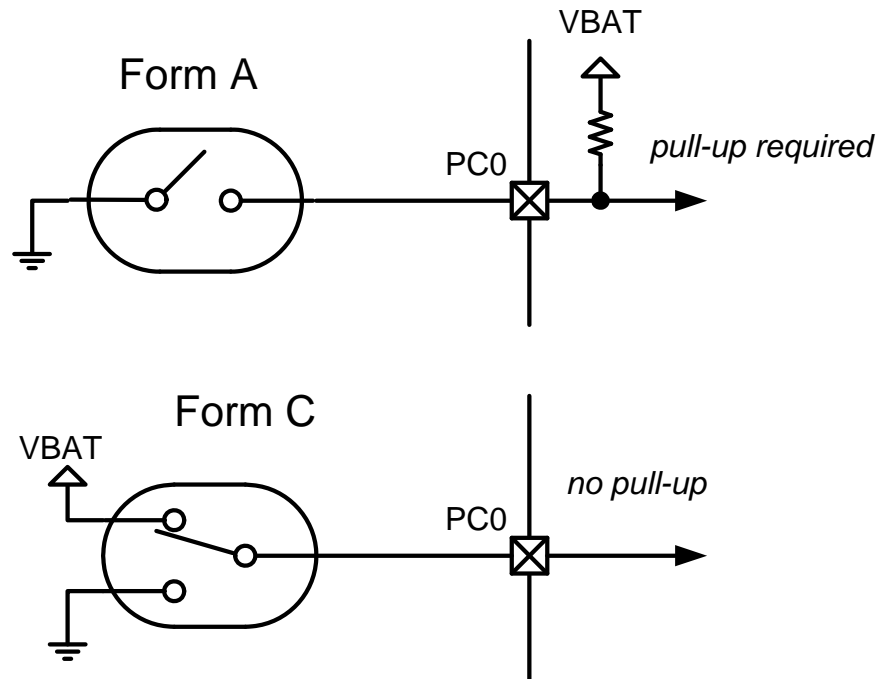 VBAT
Form A
PC0
pull-up required
Form C
VBAT
PC0
no pull-up